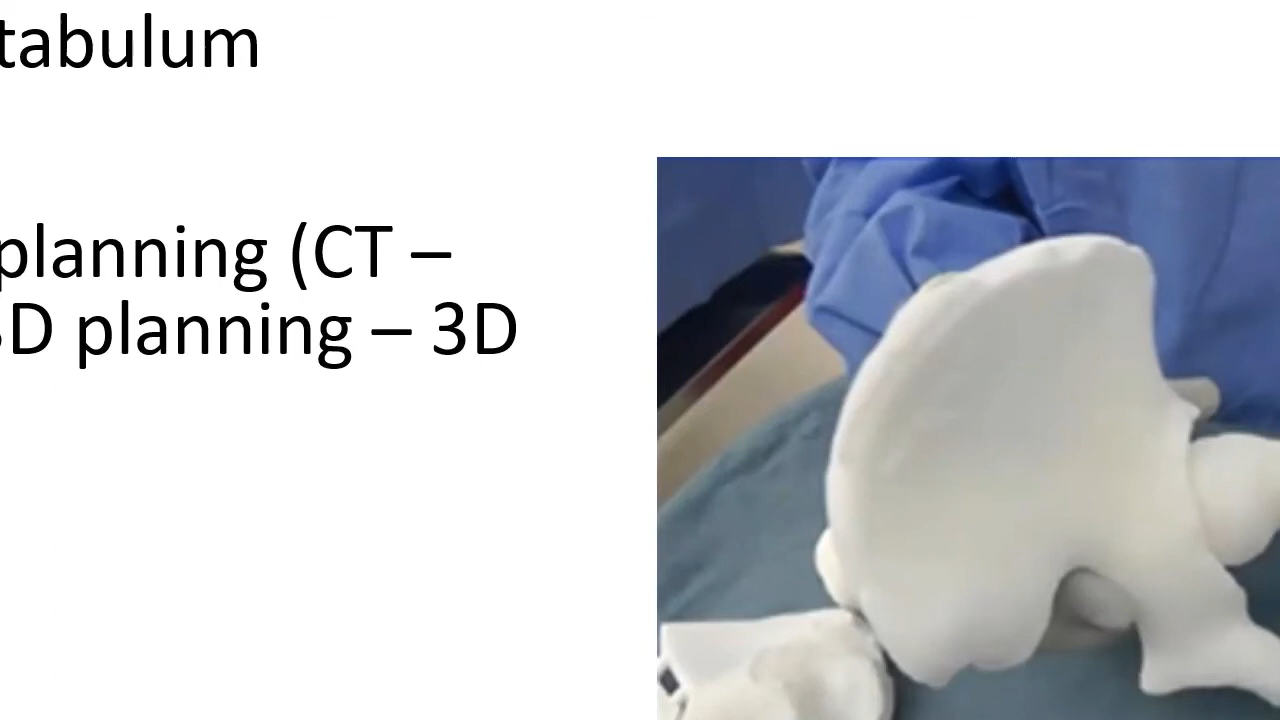 tabulum
planning (CT –
D planning – 3D